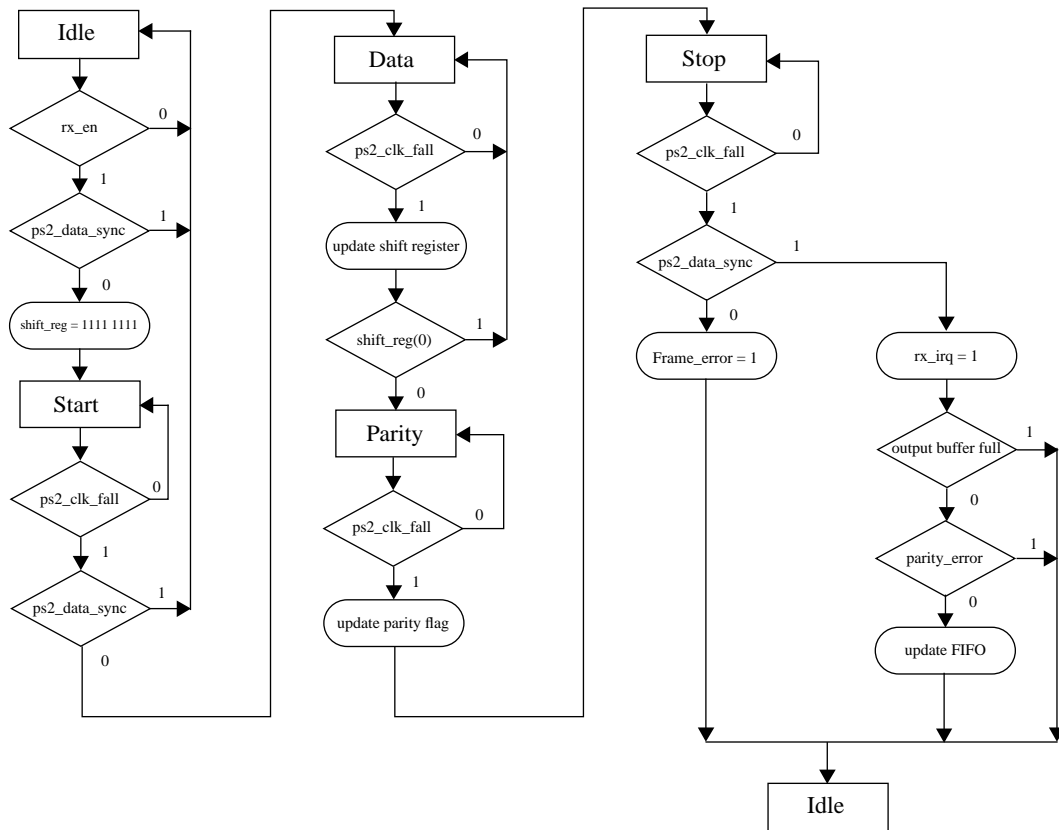 Idle
rx_en
0
1
ps2_data_sync
1
0
shift_reg = 1111 1111
Start
ps2_clk_fall
0
1
ps2_data_sync
1
0
Data
ps2_clk_fall
0
1
update shift register
shift_reg(0)
1
0
Parity
ps2_clk_fall
0
1
update parity flag
Stop
ps2_clk_fall
0
1
ps2_data_sync
1
0
Frame_error = 1
rx_irq = 1
output buffer full
1
0
parity_error
1
0
update FIFO
Idle